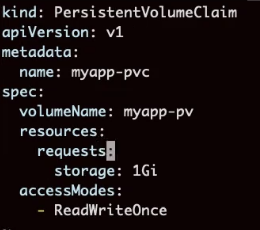 kind: PersistentVolumeClaim
apiVersion: v1
metadata:
  name: myapp-pvc
spec:
  volumeName: myapp-pv
  resources:
    requests:
      storage: 1Gi
  accessModes:
    - ReadWriteOnce